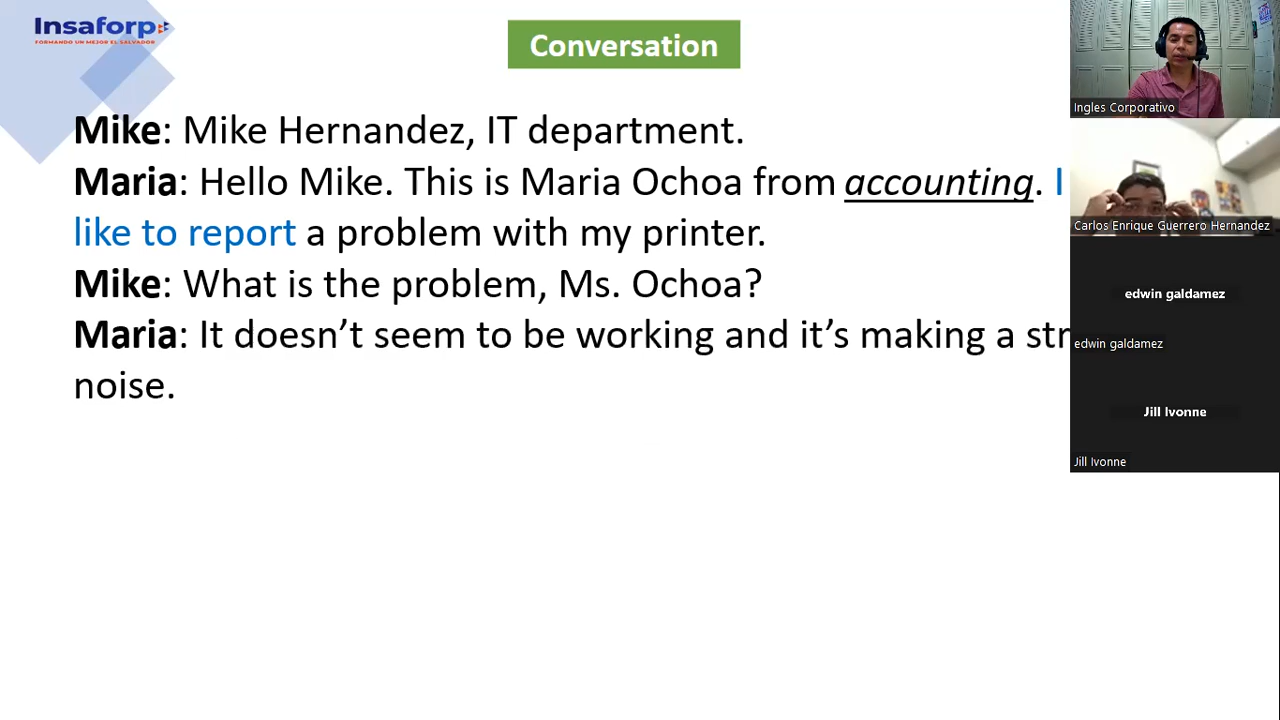 Insaforp
FORMANDO UN MEJOR EL SALVADOR
Conversation
Mike: Mike Hernandez, IT department.
Maria: Hello Mike. This is Maria Ochoa from accounting. I
like to report a problem with my printer.
Mike: What is the problem, Ms. Ochoa?
Maria: It doesn’t seem to be working and it’s making a
noise.
Ingles Corporativo
Carlos Enrique Guerrero Hernandez
edwin galdamez
edwin galdamez
Jill Ivonne
Jill Ivonne